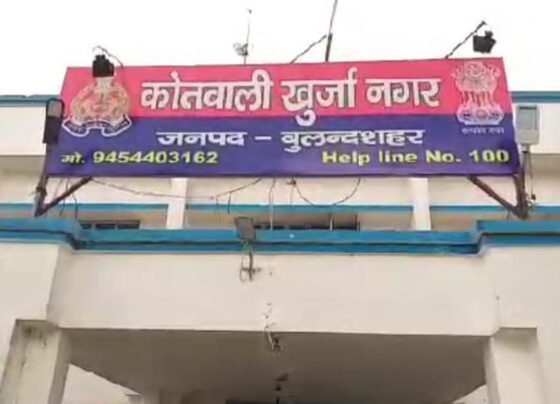 कोतवाली खुर्जा नगर
जनपद - बुलन्दशहर
मो. 9454403162 Help line No. 100